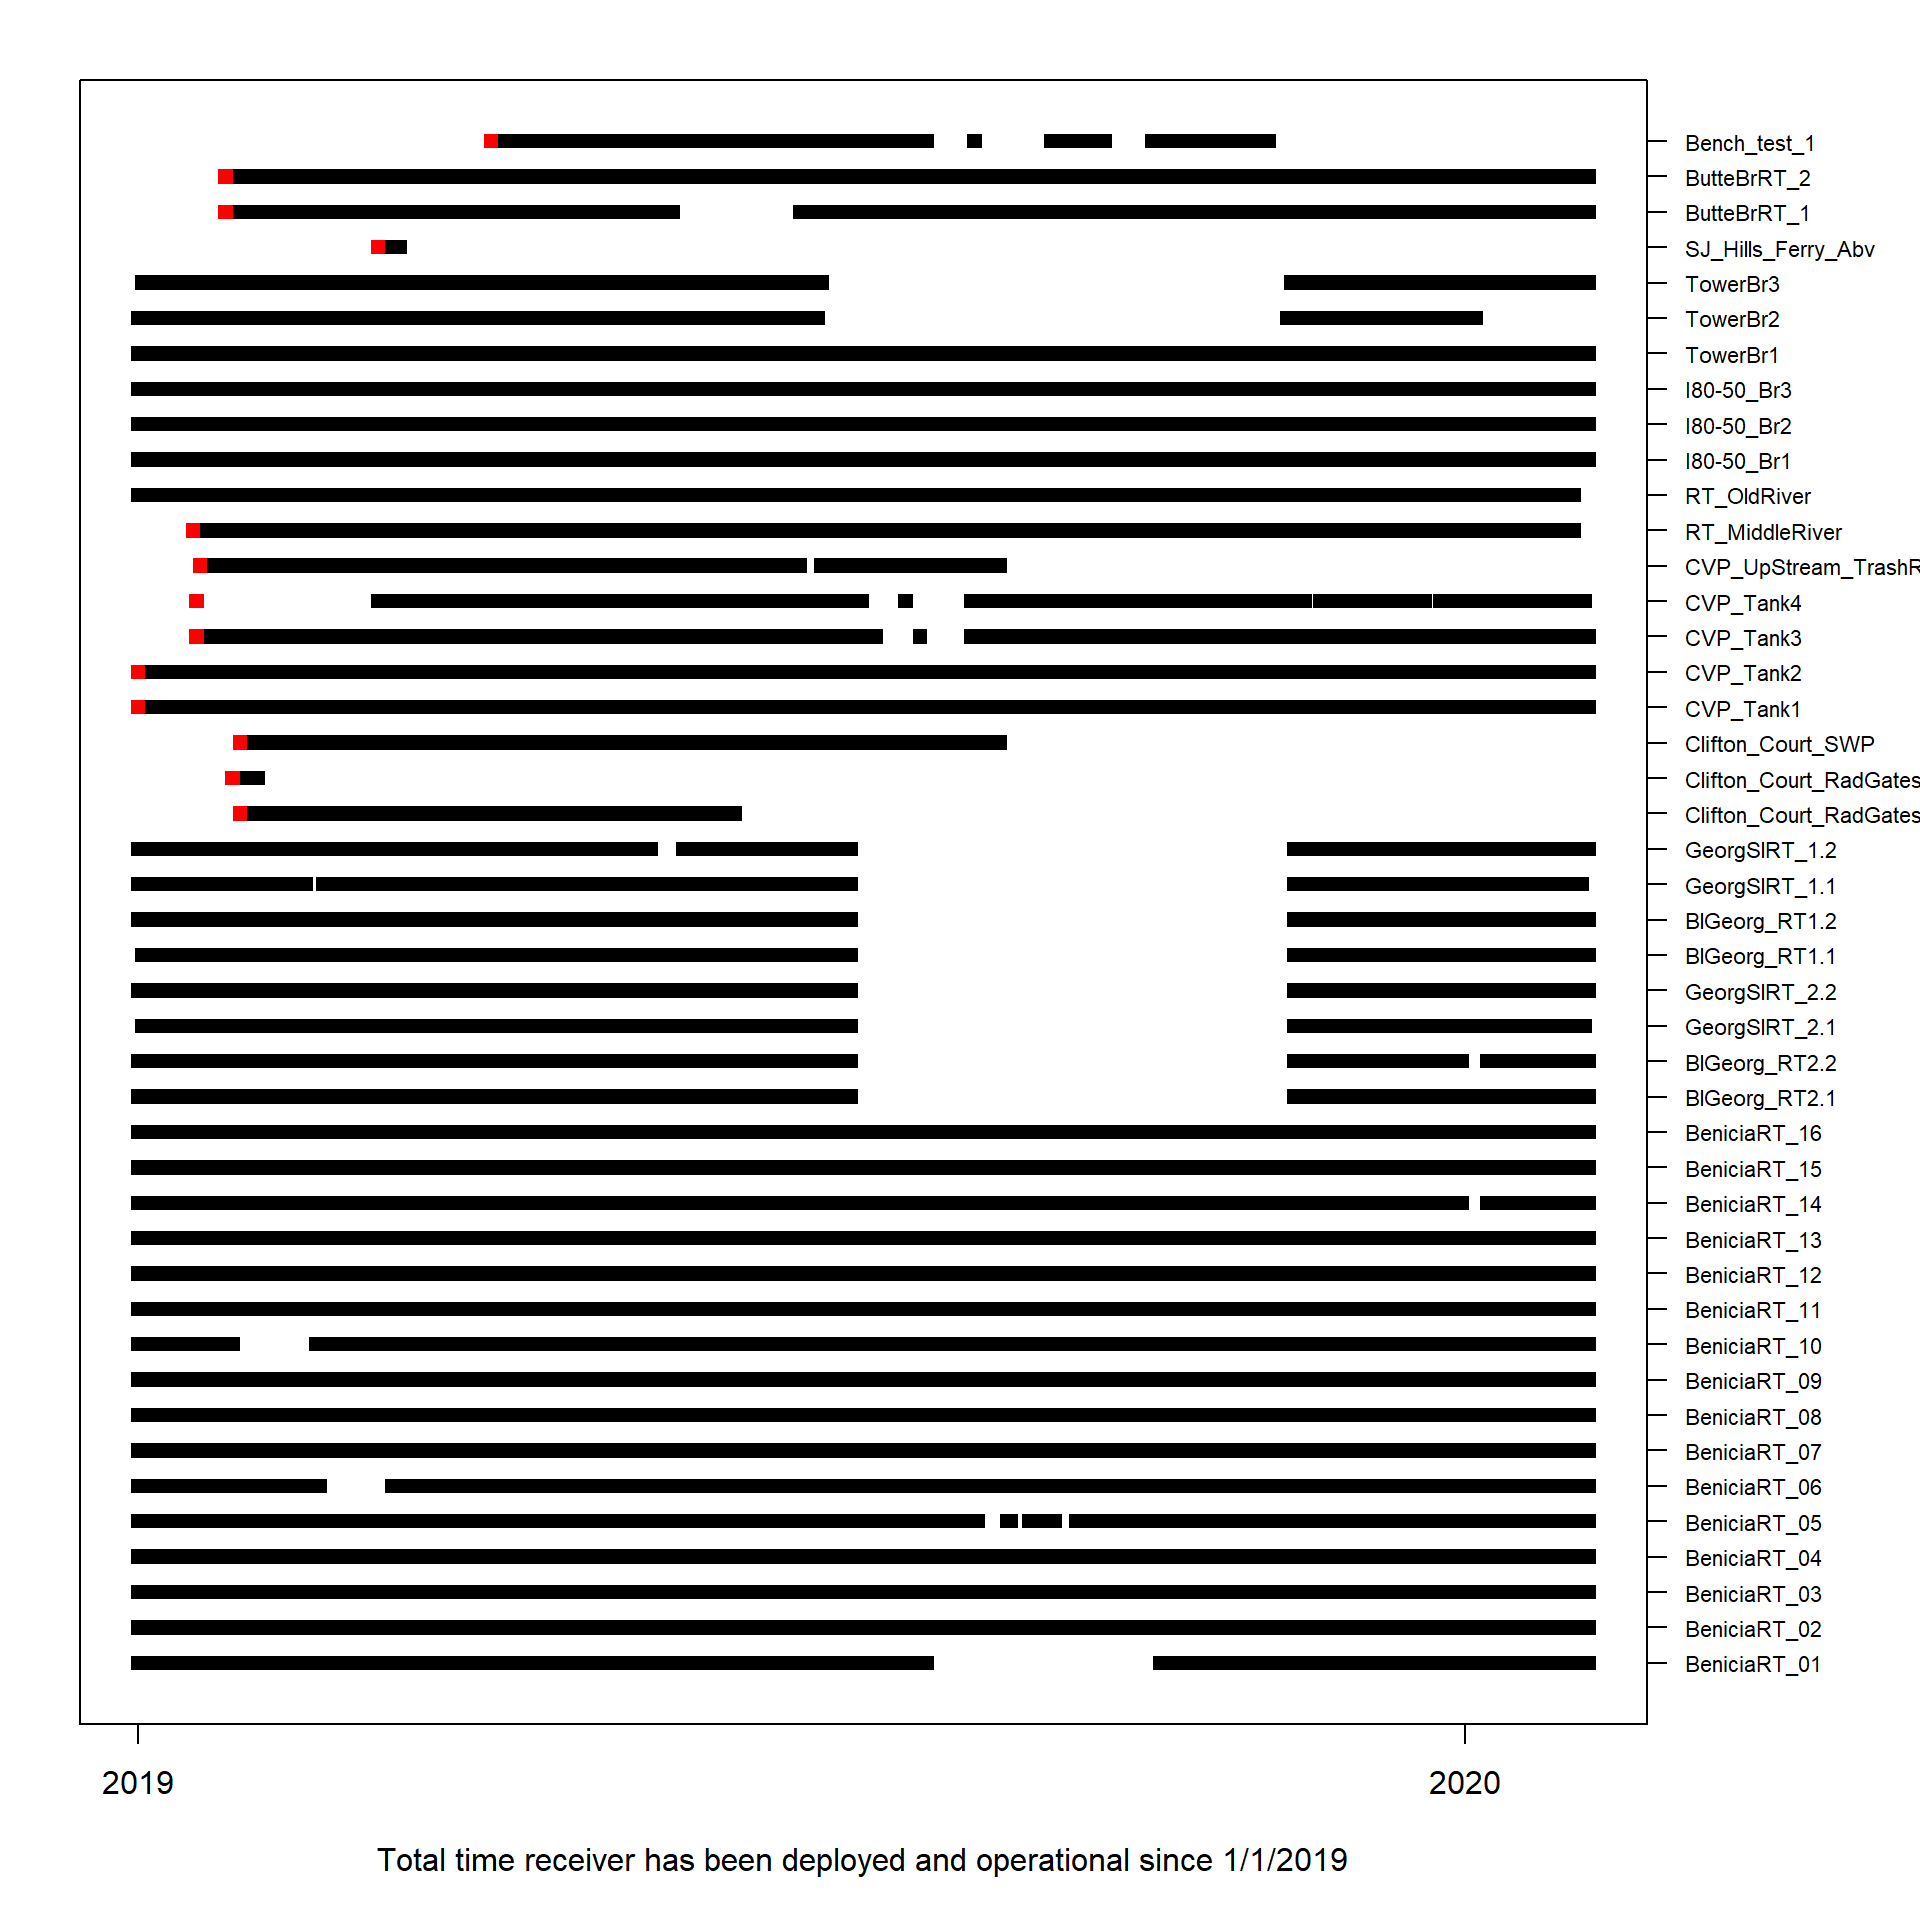 Bench_test_1
ButteBrRT_2
ButteBrRT_1
SJ_Hills_Ferry_Abv
TowerBr3
TowerBr2
TowerBr1
I80-50_Br3
I80-50_Br2
I80-50_Br1
RT_OldRiver
RT_MiddleRiver
CVP_UpStream_TrashR
CVP_Tank4
CVP_Tank3
CVP_Tank2
CVP_Tank1
Clifton_Court_SWP
Clifton_Court_RadGates
Clifton_Court_RadGates
GeorgSlRT_1.2
GeorgSlRT_1.1
BlGeorg_RT1.2
BlGeorg_RT1.1
GeorgSlRT_2.2
GeorgSlRT_2.1
BlGeorg_RT2.2
BlGeorg_RT2.1
BeniciaRT_16
BeniciaRT_15
BeniciaRT_14
BeniciaRT_13
BeniciaRT_12
BeniciaRT_11
BeniciaRT_10
BeniciaRT_09
BeniciaRT_08
BeniciaRT_07
BeniciaRT_06
BeniciaRT_05
BeniciaRT_04
BeniciaRT_03
BeniciaRT_02
BeniciaRT_01
2019 2020
Total time receiver has been deployed and operational since 1/1/2019